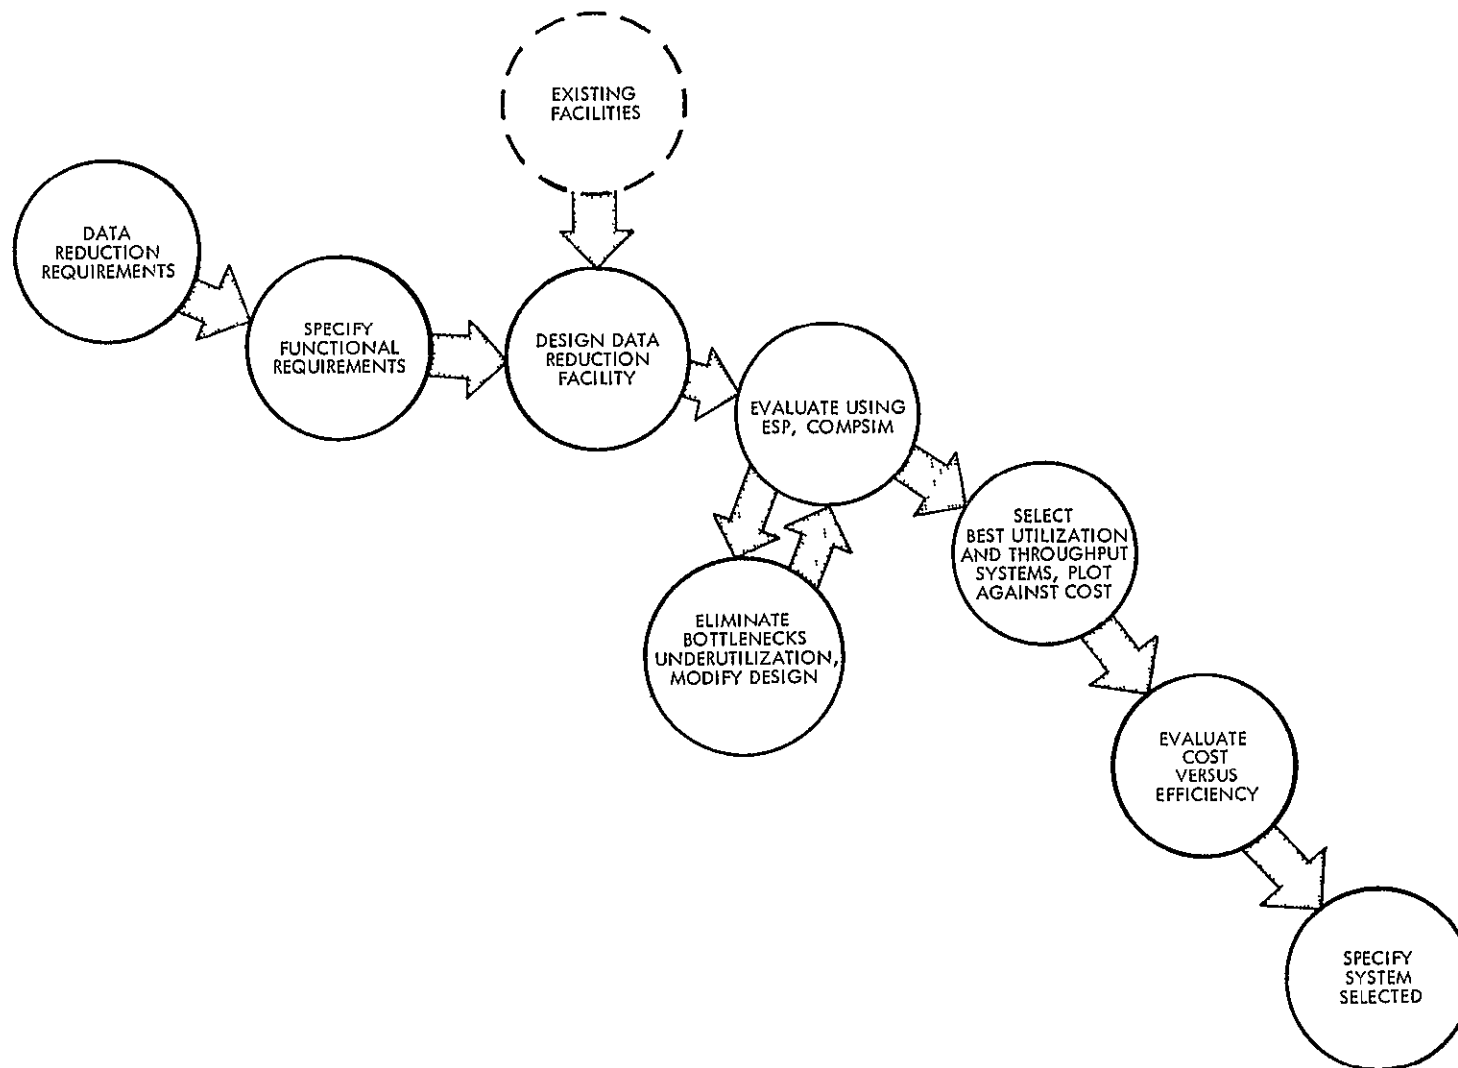 EXISTING
FACILITIES
DATA
REDUCTION
REQUIREMENTS
SPECIFY
FUNCTIONAL
REQUIREMENTS
DESIGN DATA
REDUCTION
FACILITY
EVALUATE USING
ESP, COMPSIM
ELIMINATE
BOTTLENECKS
UNDERUTILIZATION,
MODIFY DESIGN
SELECT
BEST UTILIZATION
AND THROUGHPUT
SYSTEMS, PLOT
AGAINST COST
EVALUATE
COST
VERSUS
EFFICIENCY
SPECIFY
SYSTEM
SELECTED